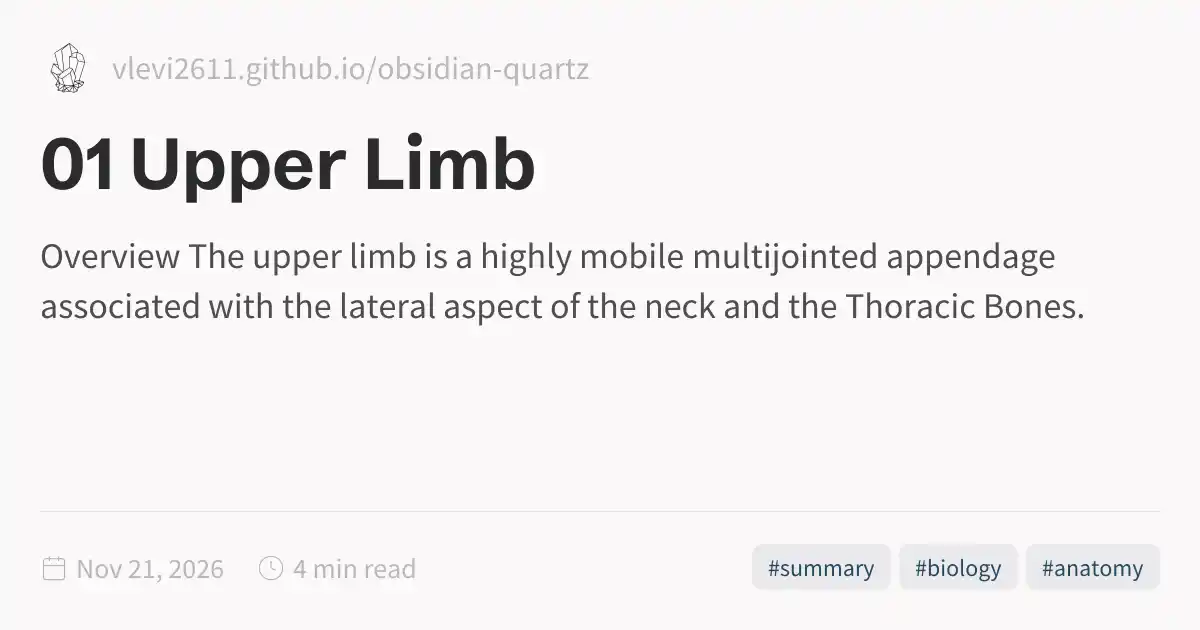 vlevi2611.github.io/obsidian-quartz
01 Upper Limb
Overview The upper limb is a highly mobile multijointed appendage
associated with the lateral aspect of the neck and the Thoracic Bones.
Nov 21, 2026 4 min read #summary #biology #anatomy